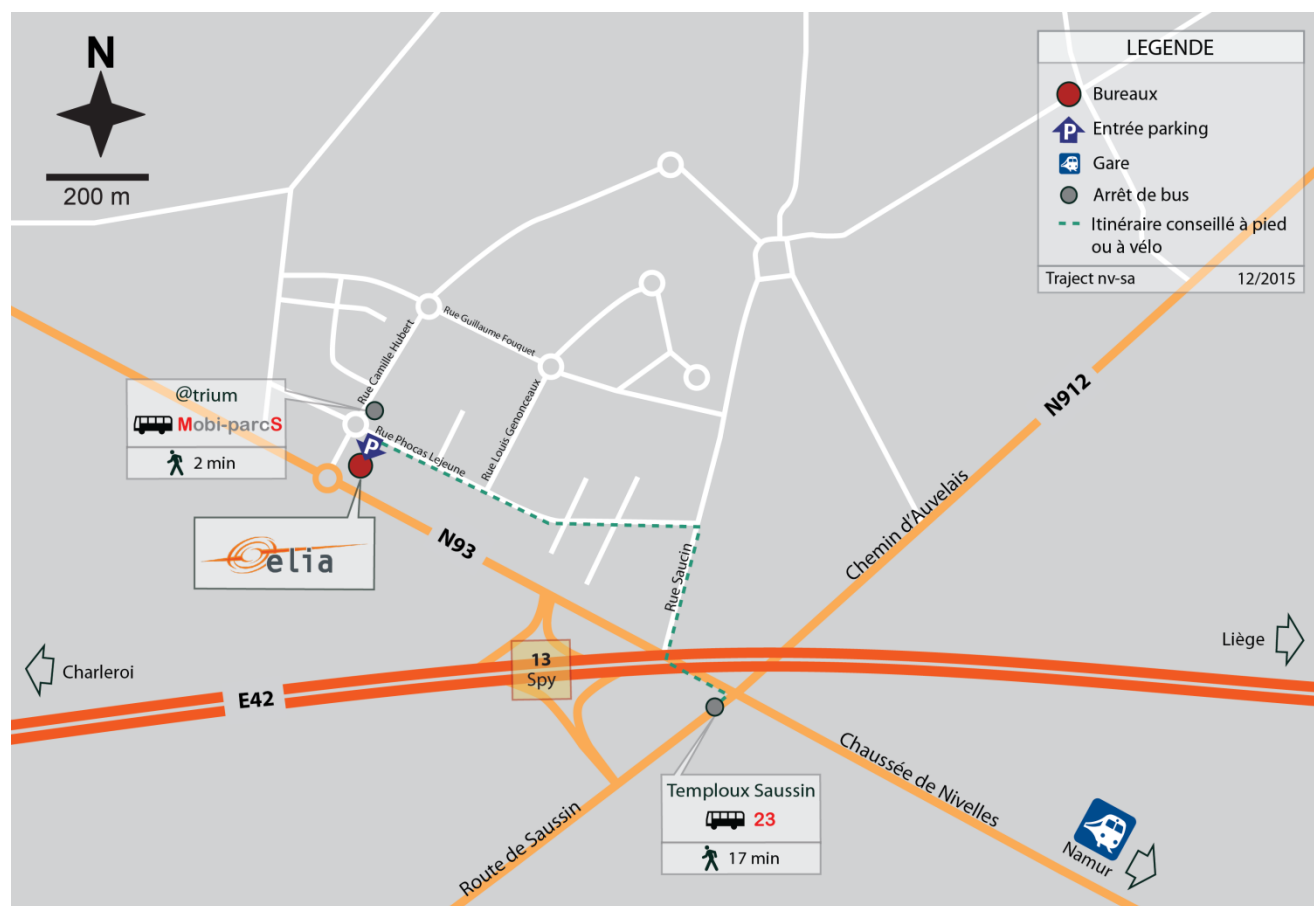 N
200 m
LEGENDE
Bureaux
P
Entrée parking
Gare
Arrêt de bus
Itinéraire conseillé à pied
ou à vélo
Traject nv-sa 12/2015
Rue Guillaume Fouquet
Rue Camille Hubert
Rue Louis Genonceaux
N912
@trium
Mobi-parcS
2 min
P
Rue Phocas Lejeune
elia
N93
Chemin d'Auvelais
Rue Saucin
Charleroi
13
Spy
Liège
E42
Chaussée de Nivelles
Temploux Saussin
23
17 min
Route de Saussin
Namur